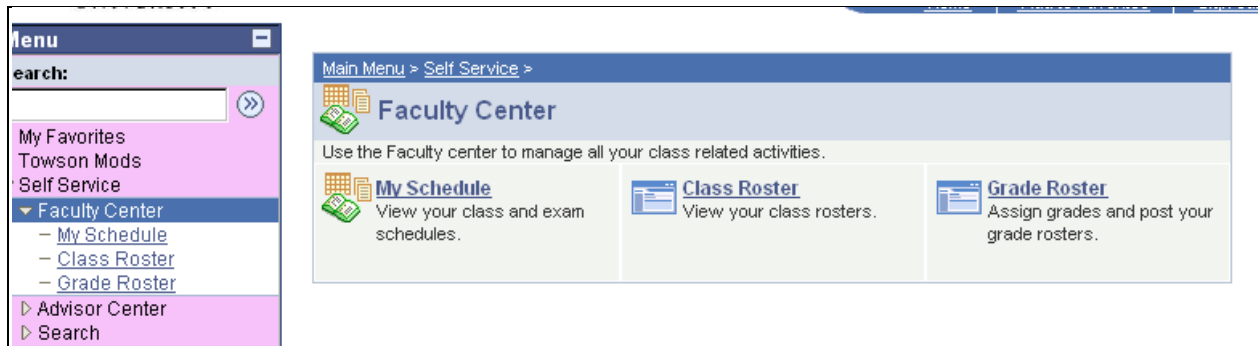 Menu
earch:
My Favorites
Towson Mods
Self Service
Faculty Center
– My Schedule
– Class Roster
– Grade Roster
Advisor Center
Search
Main Menu > Self Service >
Faculty Center
Use the Faculty center to manage all your class related activities.
My Schedule
View your class and exam
schedules.
Class Roster
View your class rosters.
Grade Roster
Assign grades and post your
grade rosters.